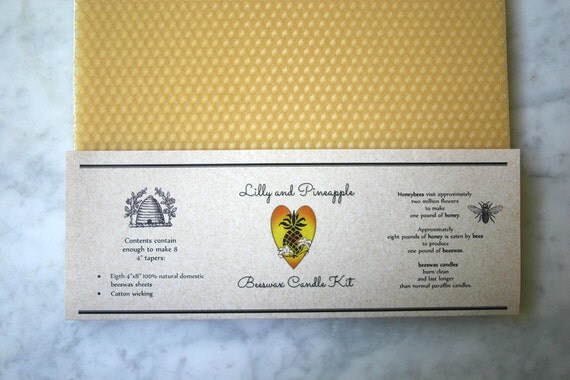 Lilly and Pineapple
Beeswax Candle Kit
Contents contain
enough to make 8
4" tapers:
• Eigth 4"x8" 100% natural domestic
beeswax sheets
• Cotton wicking
Honeybees visit approximately
two million flowers
to make
one pound of honey.
Approximately
eight pounds of honey is eaten by bees
to produce
one pound of beeswax.
beeswax candles
burn clean
and last longer
than normal paraffin candles.